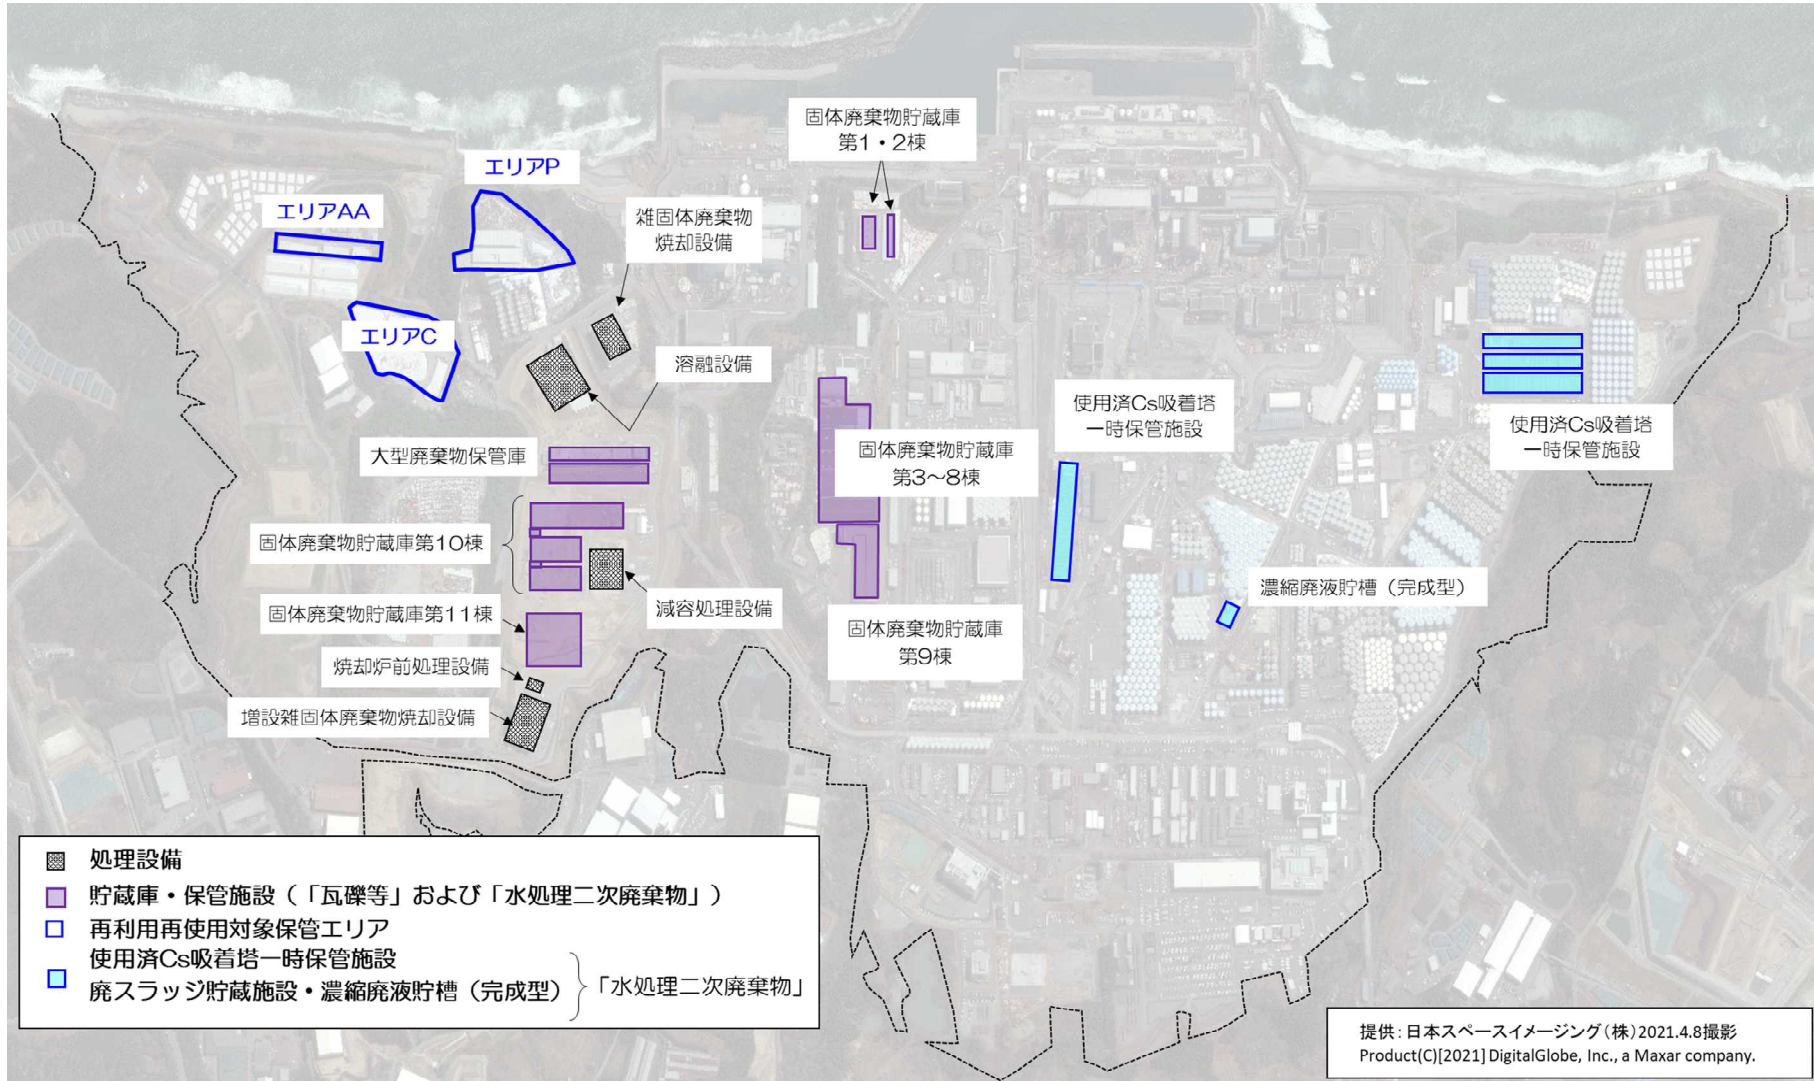 固体廃棄物貯蔵庫
第1・2棟
エリアP
エリアAA
雑固体廃棄物
焼却設備
エリアC
溶融設備
使用済Cs吸着塔
一時保管施設
使用済Cs吸着塔
一時保管施設
大型廃棄物保管庫
固体廃棄物貯蔵庫
第3～8棟
固体廃棄物貯蔵庫第10棟
濃縮廃液貯槽（完成型）
減容処理設備
固体廃棄物貯蔵庫第11棟
固体廃棄物貯蔵庫
第9棟
焼却炉前処理設備
増設雑固体廃棄物焼却設備
処理設備
貯蔵庫・保管施設（「瓦礫等」および「水処理二次廃棄物」）
再利用再使用対象保管エリア
使用済Cs吸着塔一時保管施設
廃スラッジ貯蔵施設・濃縮廃液貯槽（完成型）
「水処理二次廃棄物」
提供：日本スペースイメージング（株）2021.4.8撮影
Product(C)[2021] DigitalGlobe, Inc., a Maxar company.